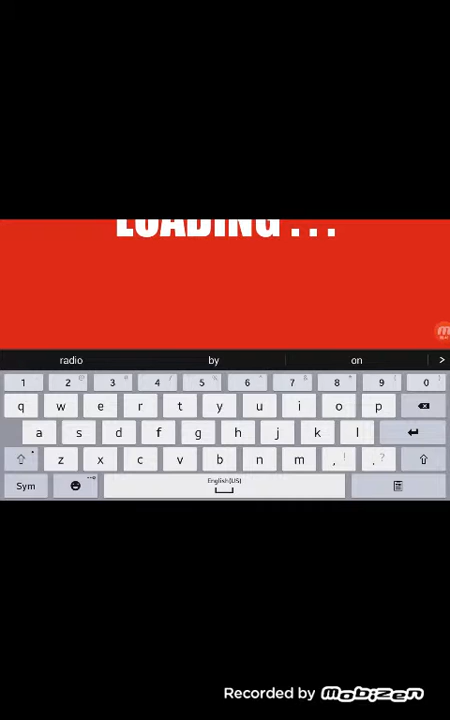 LOADING...
radio by on >
1 2 3 4 5 6 7 8 9 0
q w e r t y u i o p
a s d f g h j k l
z x c v b n m , ! . ?
Sym English(US)
Recorded by Mobizen